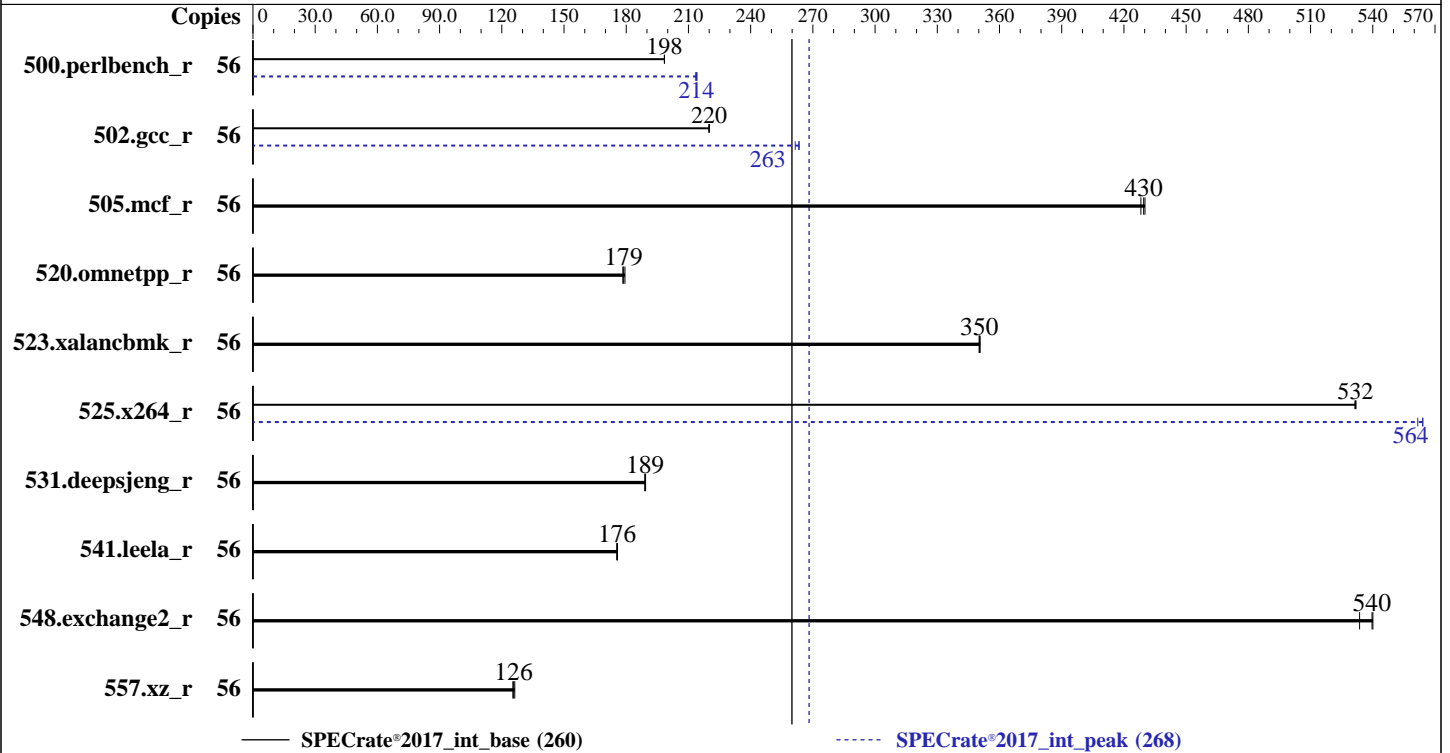 Copies 0 30.0 60.0 90.0 120 150 180 210 240 270 300 330 360 390 420 450 480 510 540 570
198
500.perlbench_r 56
214
220
502.gcc_r 56
263
430
505.mcf_r 56
179
520.omnetpp_r 56
350
523.xalancbmk_r 56
532
525.x264_r 56
564
189
531.deepsjeng_r 56
176
541.leela_r 56
540
548.exchange2_r 56
126
557.xz_r 56
SPECrate®2017_int_base (260) SPECrate®2017_int_peak (268)